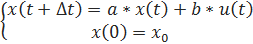 x(t + Δt) = a * x(t) + b * u(t)
x(0) = x₀